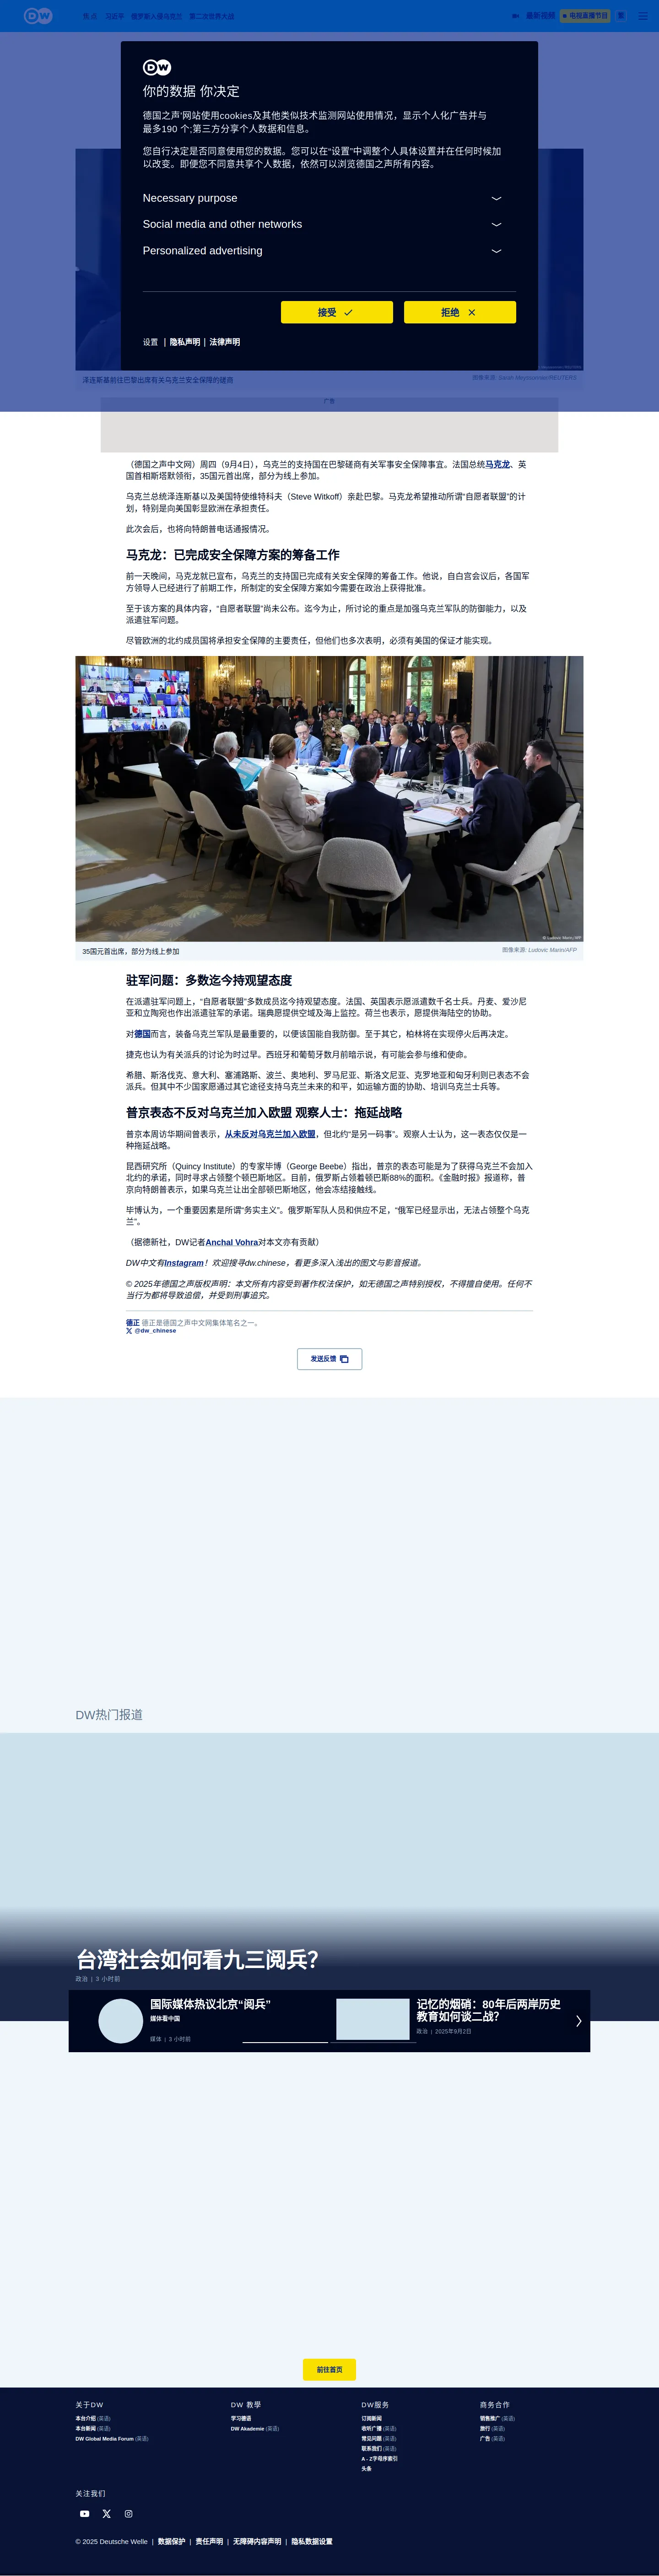 DW
焦点 习近平 俄罗斯入侵乌克兰 第二次世界大战
最新视频
电视直播节目
繁
DW
你的数据 你决定
德国之声'网站使用cookies及其他类似技术监测网站使用情况，显示个人化广告并与
最多190 个;第三方分享个人数据和信息。
您自行决定是否同意使用您的数据。您可以在“设置”中调整个人具体设置并在任何时候加
以改变。即便您不同意共享个人数据，依然可以浏览德国之声所有内容。
Necessary purpose
Social media and other networks
Personalized advertising
接受
拒绝
设置 | 隐私声明 | 法律声明
泽连斯基前往巴黎出席有关乌克兰安全保障的磋商
图像来源: Sarah Meyssonnier/REUTERS
广告
（德国之声中文网）周四（9月4日），乌克兰的支持国在巴黎磋商有关军事安全保障事宜。法国总统马克龙、英
国首相斯塔默领衔，35国元首出席，部分为线上参加。
乌克兰总统泽连斯基以及美国特使维特科夫（Steve Witkoff）亲赴巴黎。马克龙希望推动所谓“自愿者联盟”的计
划，特别是向美国彰显欧洲在承担责任。
此次会后，也将向特朗普电话通报情况。
马克龙：已完成安全保障方案的筹备工作
前一天晚间，马克龙就已宣布，乌克兰的支持国已完成有关安全保障的筹备工作。他说，自白宫会议后，各国军
方领导人已经进行了前期工作，所制定的安全保障方案如今需要在政治上获得批准。
至于该方案的具体内容，“自愿者联盟”尚未公布。迄今为止，所讨论的重点是加强乌克兰军队的防御能力，以及
派遣驻军问题。
尽管欧洲的北约成员国将承担安全保障的主要责任，但他们也多次表明，必须有美国的保证才能实现。
© Ludovic Marin/AFP
35国元首出席，部分为线上参加
图像来源: Ludovic Marin/AFP
驻军问题：多数迄今持观望态度
在派遣驻军问题上，“自愿者联盟”多数成员迄今持观望态度。法国、英国表示愿派遣数千名士兵。丹麦、爱沙尼
亚和立陶宛也作出派遣驻军的承诺。瑞典愿提供空域及海上监控。荷兰也表示，愿提供海陆空的协助。
对德国而言，装备乌克兰军队是最重要的，以便该国能自我防御。至于其它，柏林将在实现停火后再决定。
捷克也认为有关派兵的讨论为时过早。西班牙和葡萄牙数月前暗示说，有可能会参与维和使命。
希腊、斯洛伐克、意大利、塞浦路斯、波兰、奥地利、罗马尼亚、斯洛文尼亚、克罗地亚和匈牙利则已表态不会
派兵。但其中不少国家愿通过其它途径支持乌克兰未来的和平，如运输方面的协助、培训乌克兰士兵等。
普京表态不反对乌克兰加入欧盟 观察人士：拖延战略
普京本周访华期间曾表示，从未反对乌克兰加入欧盟，但北约“是另一码事”。观察人士认为，这一表态仅仅是一
种拖延战略。
昆西研究所（Quincy Institute）的专家毕博（George Beebe）指出，普京的表态可能是为了获得乌克兰不会加入
北约的承诺，同时寻求占领整个顿巴斯地区。目前，俄罗斯占领着顿巴斯88%的面积。《金融时报》报道称，普
京向特朗普表示，如果乌克兰让出全部顿巴斯地区，他会冻结接触线。
毕博认为，一个重要因素是所谓“务实主义”。俄罗斯军队人员和供应不足，“俄军已经显示出，无法占领整个乌克
兰”。
（据德新社，DW记者Anchal Vohra对本文亦有贡献）
DW中文有Instagram！欢迎搜寻dw.chinese，看更多深入浅出的图文与影音报道。
© 2025年德国之声版权声明：本文所有内容受到著作权法保护，如无德国之声特别授权，不得擅自使用。任何不
当行为都将导致追偿，并受到刑事追究。
德正 德正是德国之声中文网集体笔名之一。
@dw_chinese
发送反馈
DW热门报道
台湾社会如何看九三阅兵？
政治 | 3 小时前
国际媒体热议北京“阅兵”
媒体看中国
媒体 | 3 小时前
记忆的烟硝：80年后两岸历史
教育如何谈二战？
政治 | 2025年9月2日
前往首页
关于DW
本台介绍 (英语)
本台新闻 (英语)
DW Global Media Forum (英语)
DW 教学
学习德语
DW Akademie (英语)
DW服务
订阅新闻
收听广播 (英语)
常见问题 (英语)
联系我们 (英语)
A - Z字母序索引
头条
商务合作
销售推广 (英语)
旅行 (英语)
广告 (英语)
关注我们
© 2025 Deutsche Welle | 数据保护 | 责任声明 | 无障碍内容声明 | 隐私数据设置